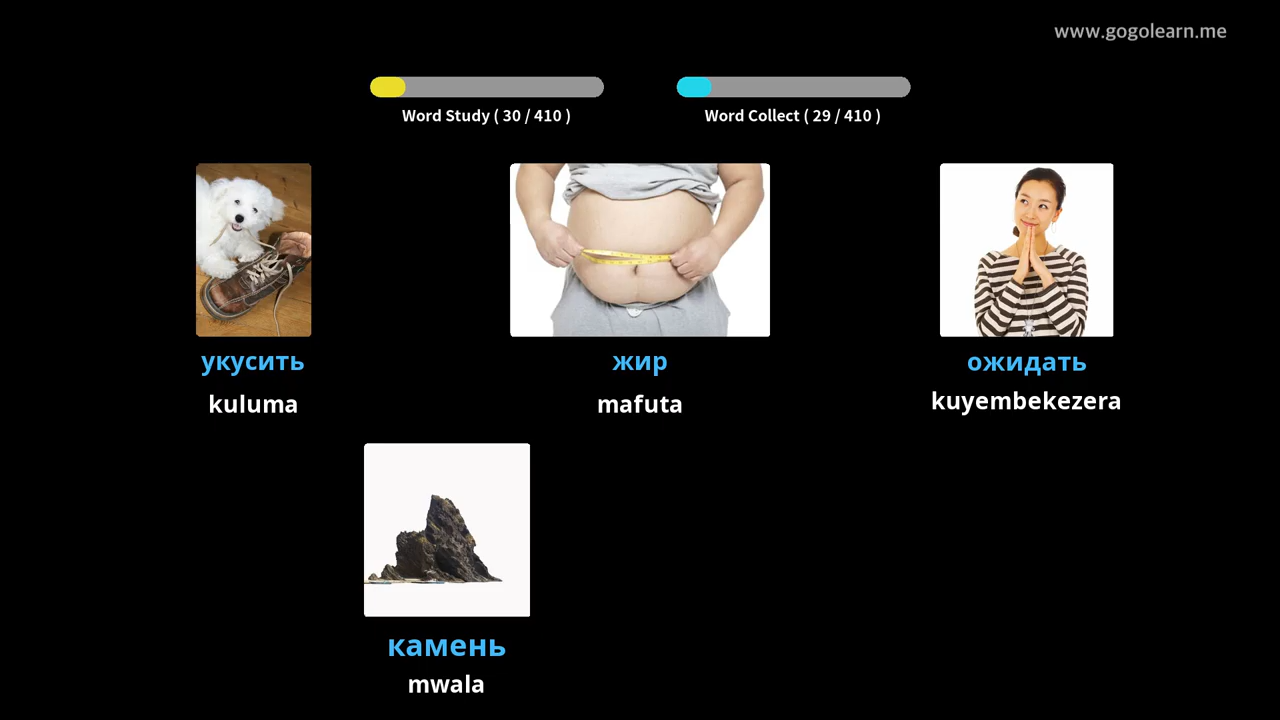 www.gogolearn.me
Word Study ( 30 / 410 )
Word Collect ( 29 / 410 )
укусить
kuluma
жир
mafuta
ожидать
kuyembekezera
камень
mwala